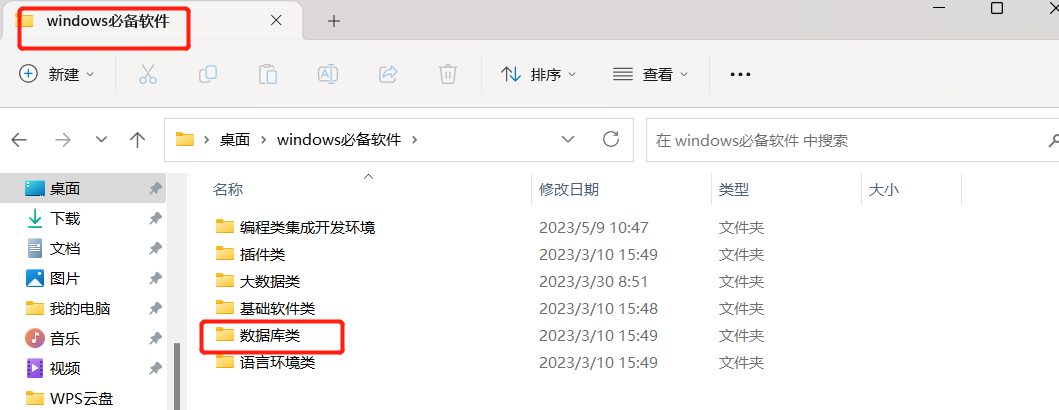 windows必备软件
新建
排序
查看
桌面
windows必备软件
在 windows必备软件 中搜索
桌面
下载
文档
图片
我的电脑
音乐
视频
WPS云盘
名称 修改日期 类型 大小
编程类集成开发环境 2023/5/9 10:47 文件夹
插件类 2023/3/10 15:49 文件夹
大数据类 2023/3/30 8:51 文件夹
基础软件类 2023/3/10 15:48 文件夹
数据库类 2023/3/10 15:49 文件夹
语言环境类 2023/3/10 15:49 文件夹